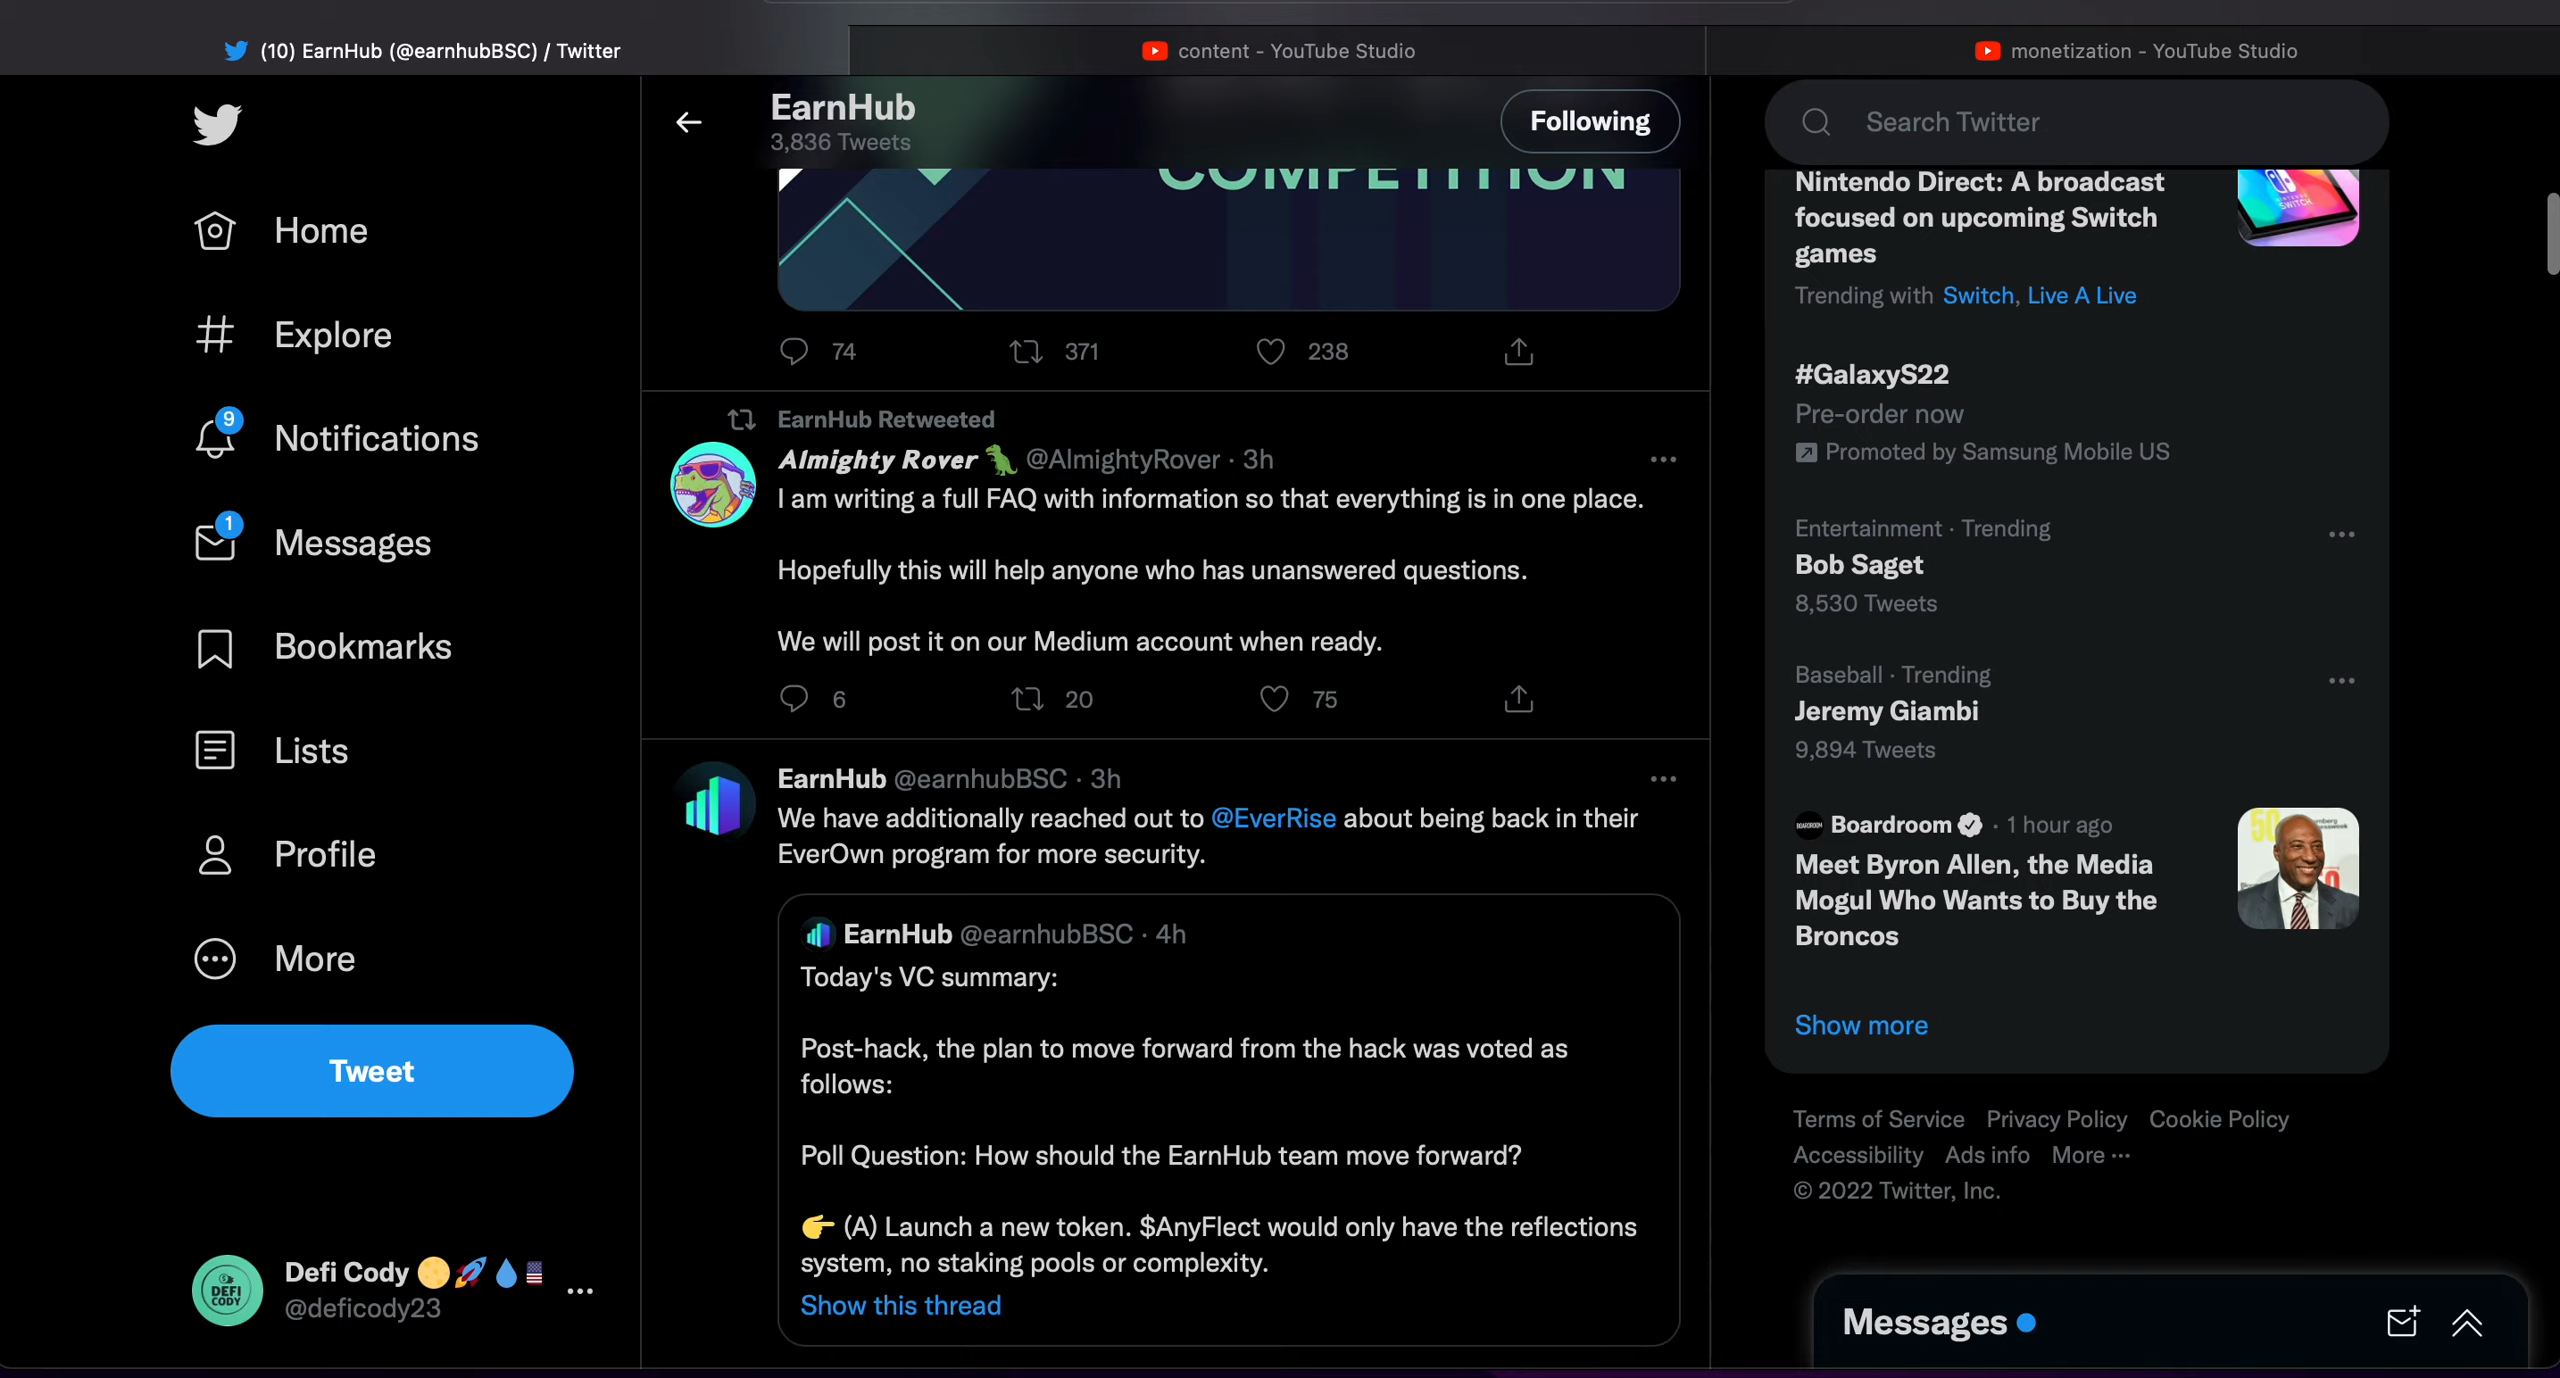 (10) EarnHub (@earnhubBSC) / Twitter
content - YouTube Studio
monetization - YouTube Studio
Home
Explore
9
Notifications
1
Messages
Bookmarks
Lists
Profile
More
Tweet
DEFI
CODY
Defi Cody 🌕🚀💧🇺🇸
@deficody23
EarnHub
3,836 Tweets
Following
COMPETITION
74
371
238
EarnHub Retweeted
Almighty Rover 🦖 @AlmightyRover · 3h
I am writing a full FAQ with information so that everything is in one place.
Hopefully this will help anyone who has unanswered questions.
We will post it on our Medium account when ready.
6
20
75
EarnHub @earnhubBSC · 3h
We have additionally reached out to @EverRise about being back in their
EverOwn program for more security.
EarnHub @earnhubBSC · 4h
Today's VC summary:
Post-hack, the plan to move forward from the hack was voted as
follows:
Poll Question: How should the EarnHub team move forward?
👉 (A) Launch a new token. $AnyFlect would only have the reflections
system, no staking pools or complexity.
Show this thread
Search Twitter
Nintendo Direct: A broadcast
focused on upcoming Switch
games
Trending with Switch, Live A Live
#GalaxyS22
Pre-order now
Promoted by Samsung Mobile US
Entertainment · Trending
Bob Saget
8,530 Tweets
Baseball · Trending
Jeremy Giambi
9,894 Tweets
Boardroom · 1 hour ago
Meet Byron Allen, the Media
Mogul Who Wants to Buy the
Broncos
Show more
Terms of Service Privacy Policy Cookie Policy
Accessibility Ads info More ···
© 2022 Twitter, Inc.
Messages